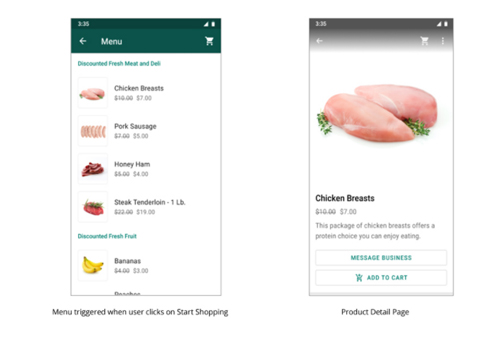 3:35
Menu
Discounted Fresh Meat and Deli
Chicken Breasts
$10.00 $7.00
Pork Sausage
$7.00 $5.00
Honey Ham
$5.00 $4.00
Steak Tenderloin - 1 Lb.
$22.00 $19.00
Discounted Fresh Fruit
Bananas
$4.00 $3.00
Peaches
Menu triggered when user clicks on Start Shopping
3:35
Chicken Breasts
$10.00 $7.00
This package of chicken breasts offers a
protein choice you can enjoy eating.
MESSAGE BUSINESS
ADD TO CART
Product Detail Page